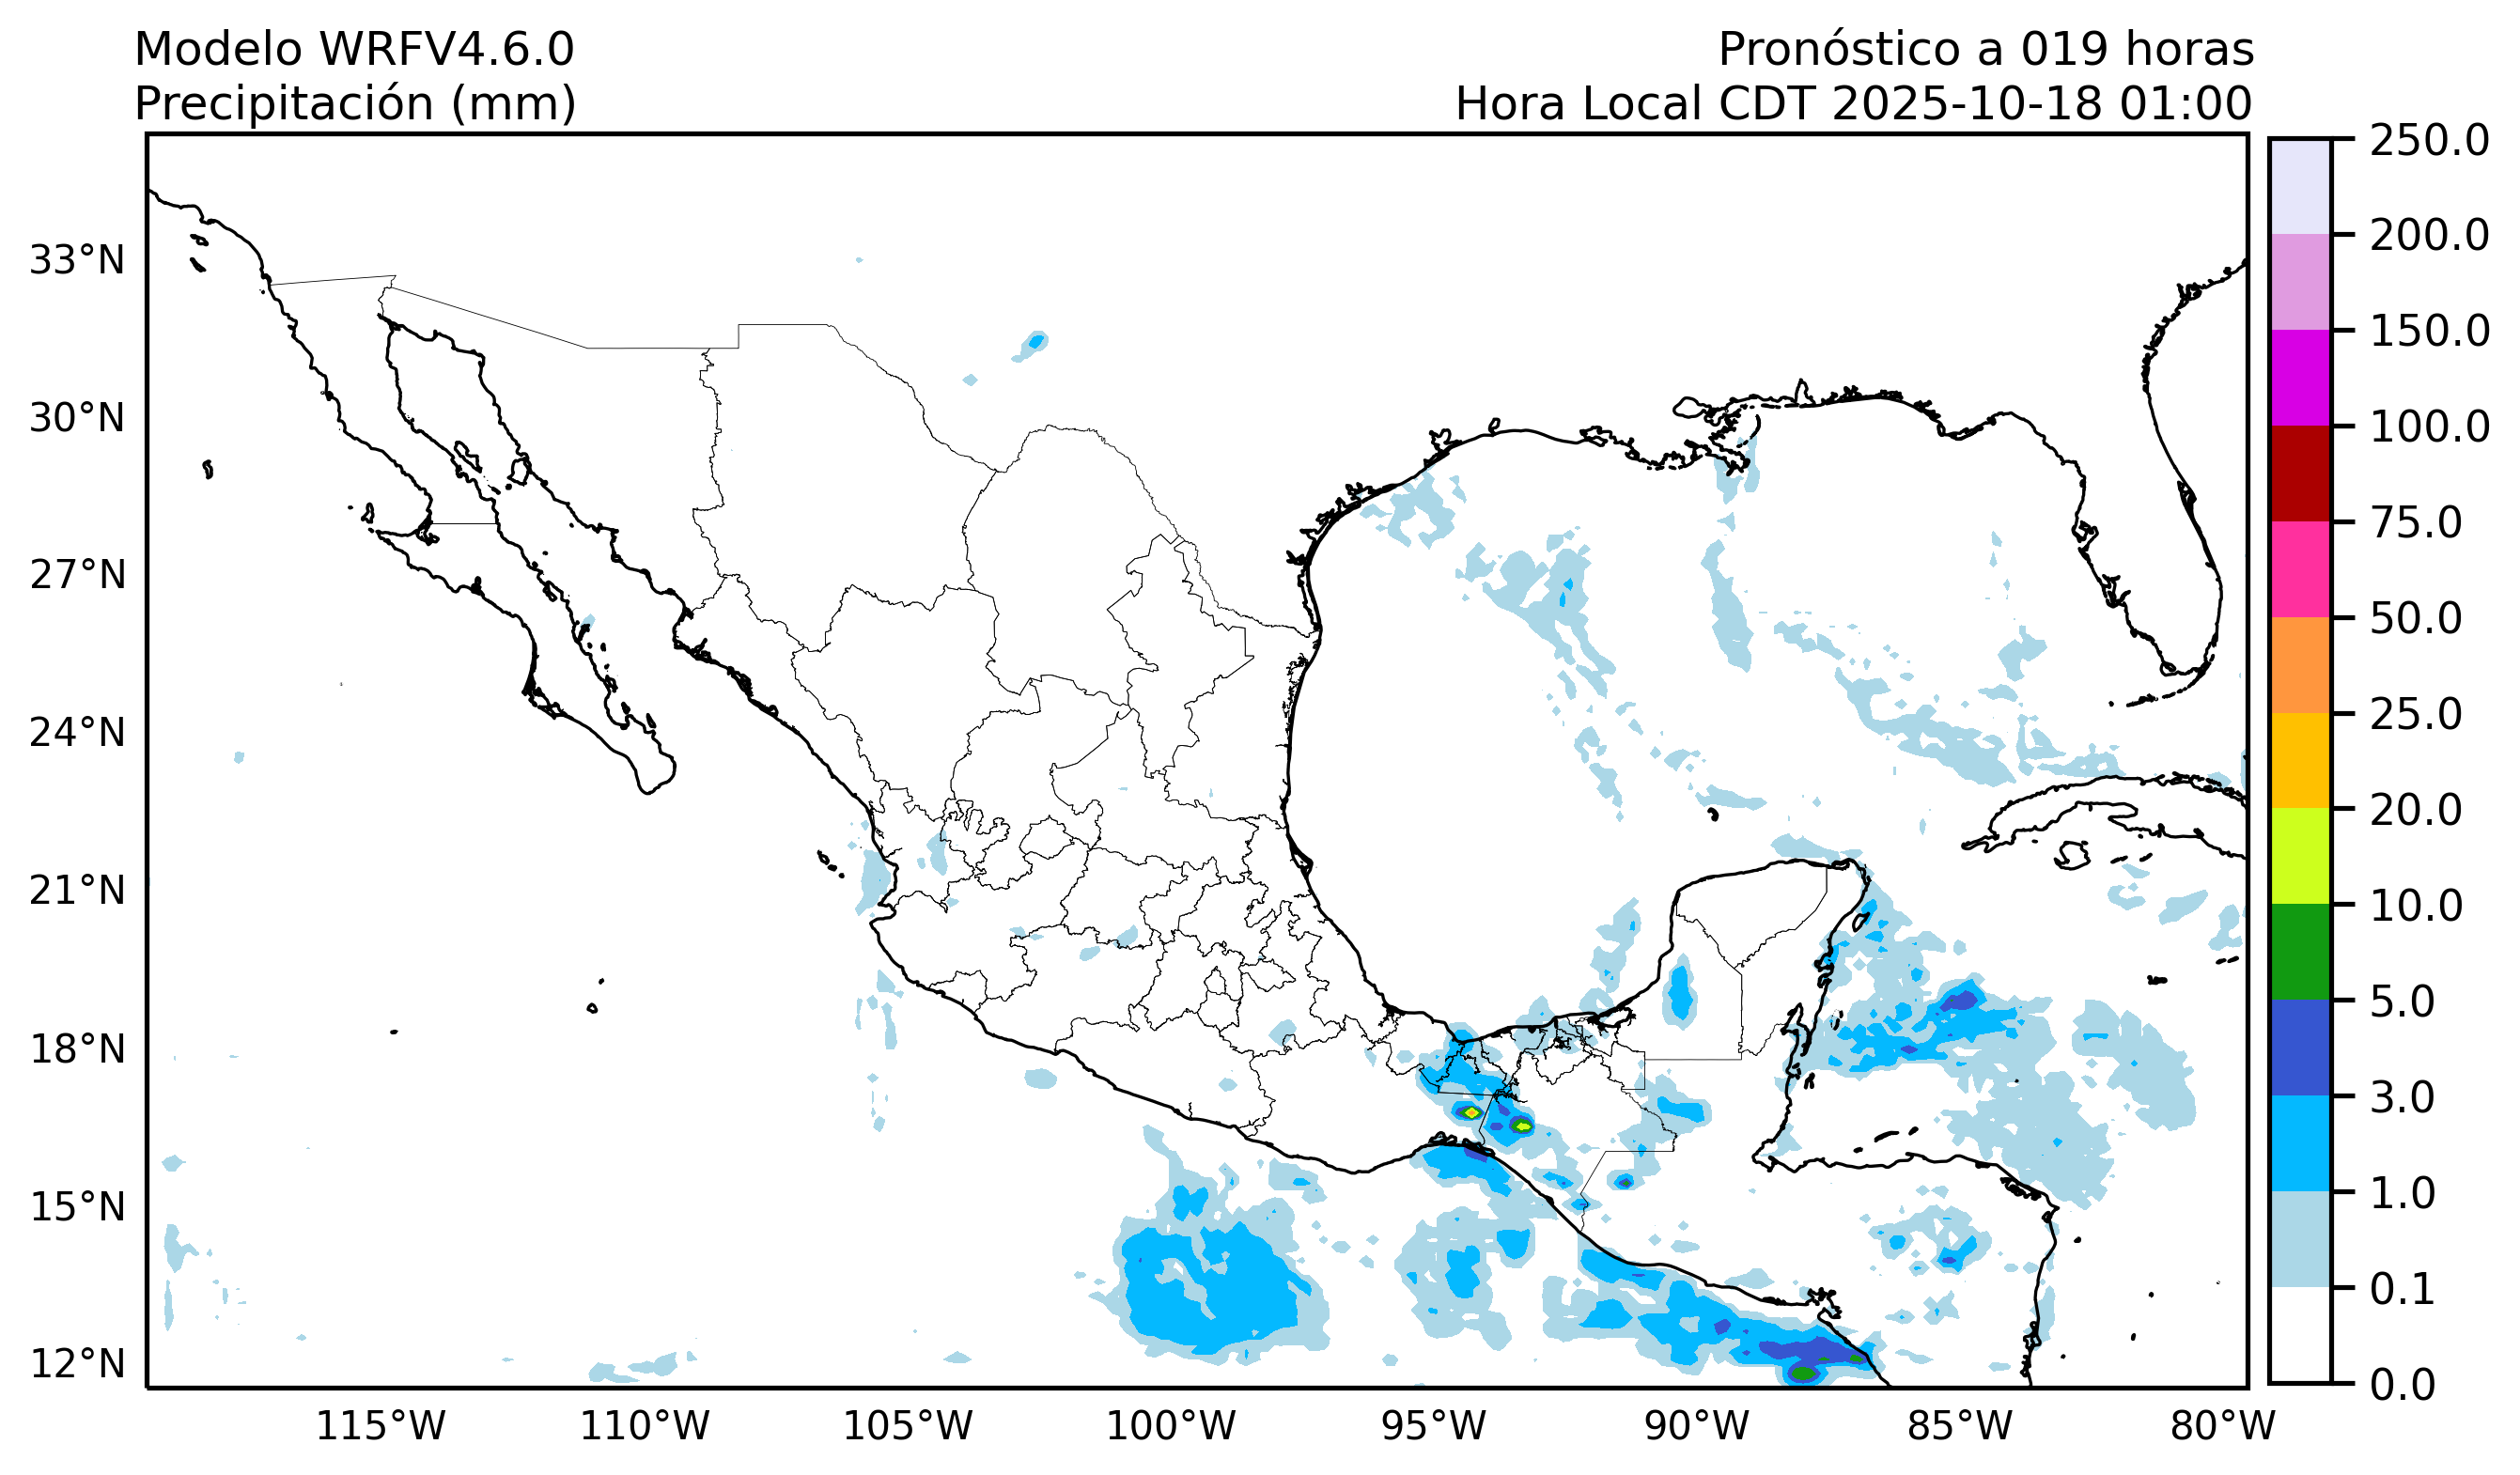 Modelo WRFV4.6.0
Precipitación (mm)
Pronóstico a 019 horas
Hora Local CDT 2025-10-18 01:00
33°N
30°N
27°N
24°N
21°N
18°N
15°N
12°N
115°W
110°W
105°W
100°W
95°W
90°W
85°W
80°W
250.0
200.0
150.0
100.0
75.0
50.0
25.0
20.0
10.0
5.0
3.0
1.0
0.1
0.0